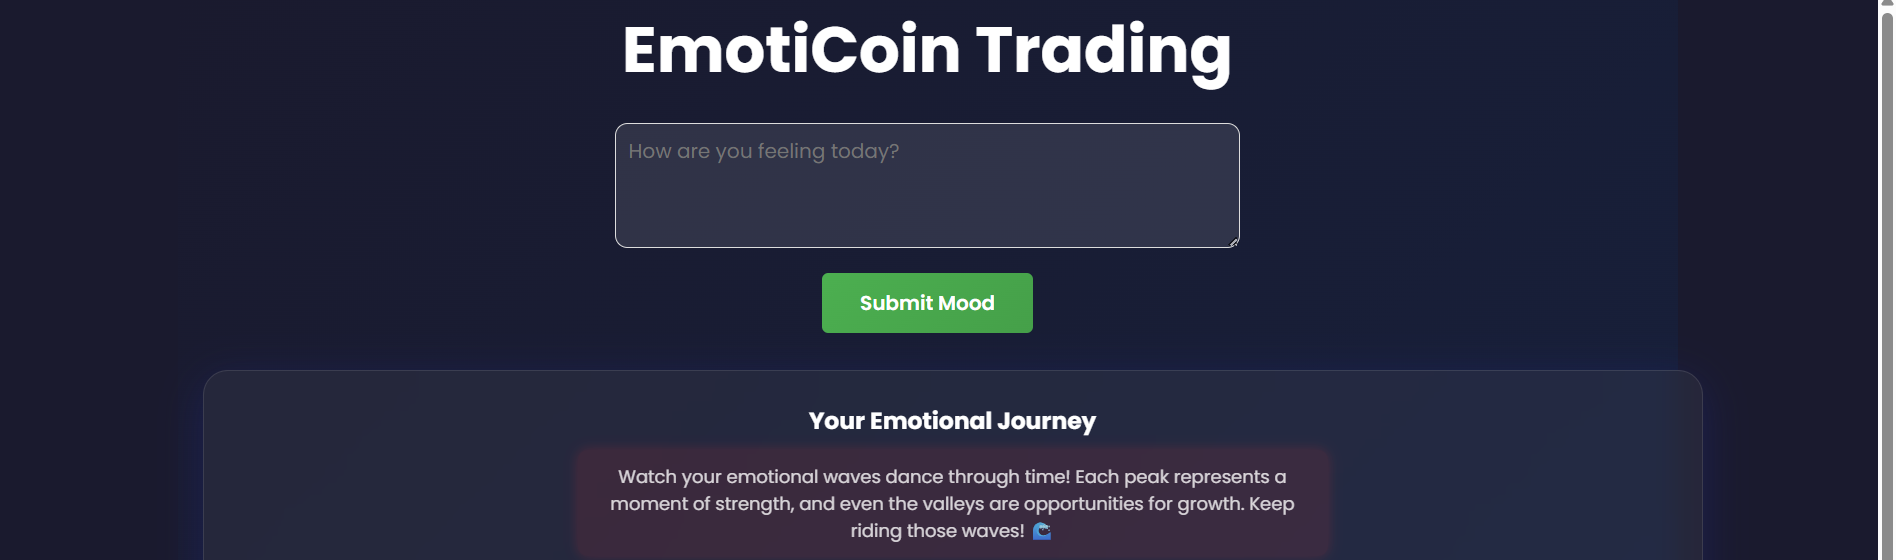 EmotiCoin Trading
How are you feeling today?
Submit Mood
Your Emotional Journey
Watch your emotional waves dance through time! Each peak represents a
moment of strength, and even the valleys are opportunities for growth. Keep
riding those waves! 🌊